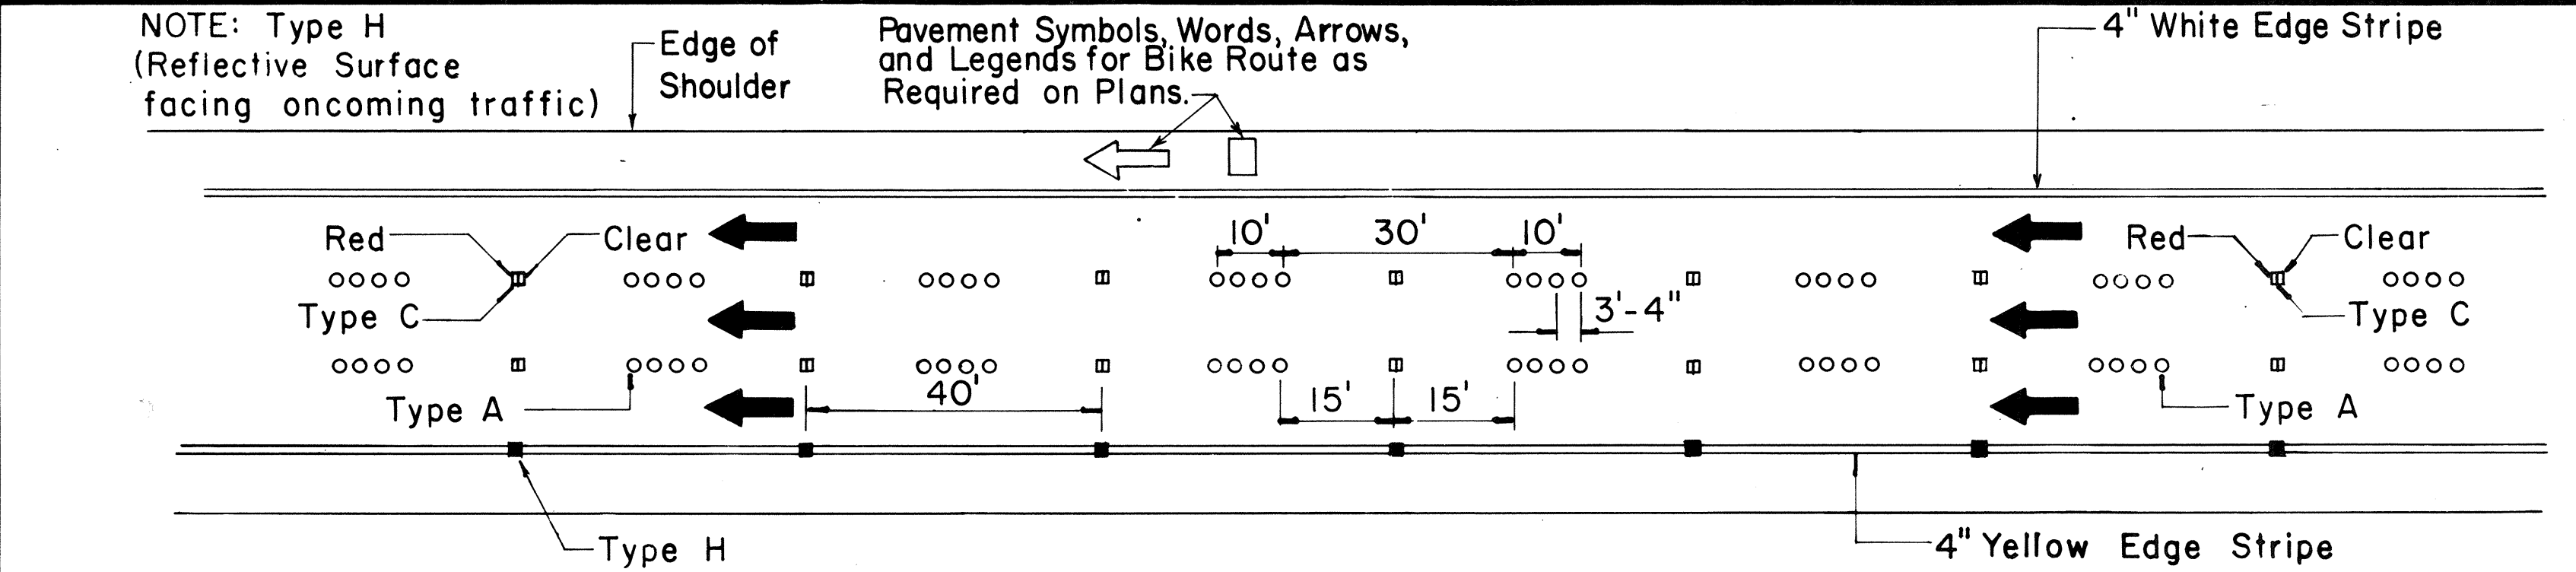 NOTE: Type H
(Reflective Surface
facing oncoming traffic)
Edge of
Shoulder
Pavement Symbols, Words, Arrows,
and Legends for Bike Route as
Required on Plans.
4" White Edge Stripe
Red
Clear
10'
30'
10'
Red
Clear
Type C
3'-4"
Type C
Type A
40'
15'
15'
Type A
Type H
4" Yellow Edge Stripe